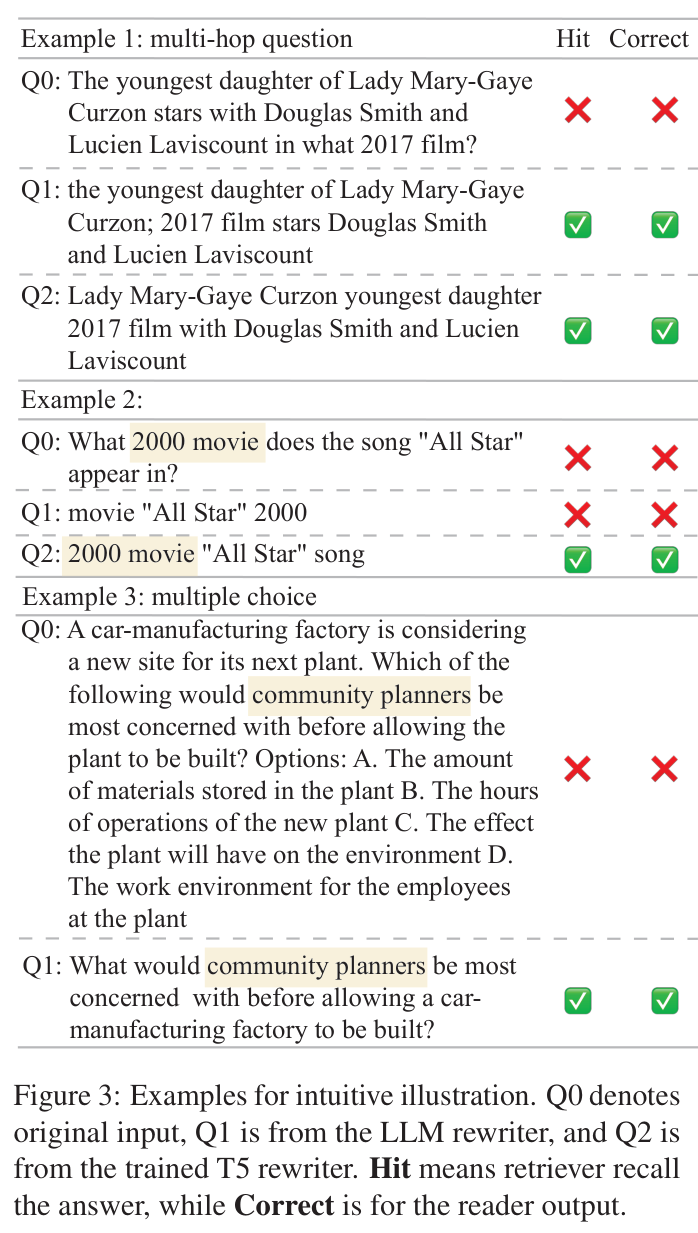 Example 1: multi-hop question Hit Correct
Q0: The youngest daughter of Lady Mary-Gaye
Curzon stars with Douglas Smith and
Lucien Laviscount in what 2017 film?
Q1: the youngest daughter of Lady Mary-Gaye
Curzon; 2017 film stars Douglas Smith
and Lucien Laviscount
Q2: Lady Mary-Gaye Curzon youngest daughter
2017 film with Douglas Smith and Lucien
Laviscount
Example 2:
Q0: What 2000 movie does the song "All Star"
appear in?
Q1: movie "All Star" 2000
Q2: 2000 movie "All Star" song
Example 3: multiple choice
Q0: A car-manufacturing factory is considering
a new site for its next plant. Which of the
following would community planners be
most concerned with before allowing the
plant to be built? Options: A. The amount
of materials stored in the plant B. The hours
of operations of the new plant C. The effect
the plant will have on the environment D.
The work environment for the employees
at the plant
Q1: What would community planners be most
concerned with before allowing a car-
manufacturing factory to be built?
Figure 3: Examples for intuitive illustration. Q0 denotes
original input, Q1 is from the LLM rewriter, and Q2 is
from the trained T5 rewriter. Hit means retriever recall
the answer, while Correct is for the reader output.